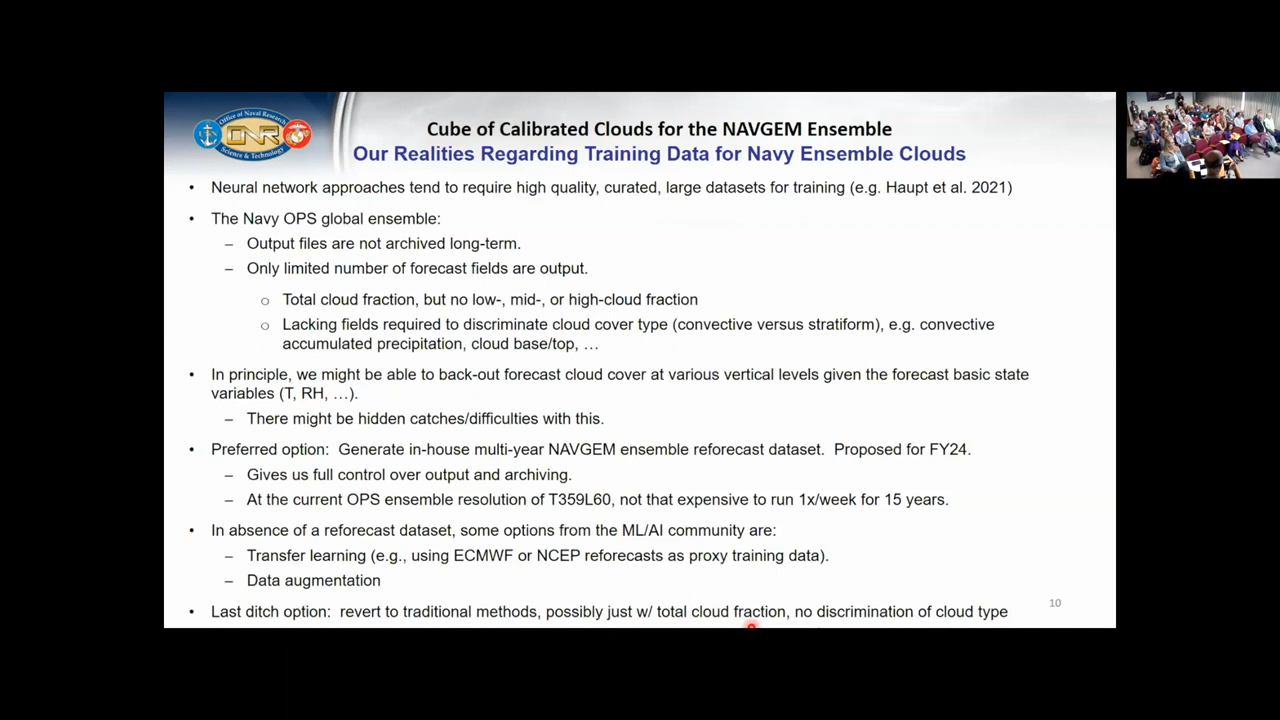 Office of Naval Research
ONR
Science & Technology
Cube of Calibrated Clouds for the NAVGEM Ensemble
Our Realities Regarding Training Data for Navy Ensemble Clouds
• Neural network approaches tend to require high quality, curated, large datasets for training (e.g. Haupt et al. 2021)
• The Navy OPS global ensemble:
– Output files are not archived long-term.
– Only limited number of forecast fields are output.
○ Total cloud fraction, but no low-, mid-, or high-cloud fraction
○ Lacking fields required to discriminate cloud cover type (convective versus stratiform), e.g. convective
accumulated precipitation, cloud base/top, …
• In principle, we might be able to back-out forecast cloud cover at various vertical levels given the forecast basic state
variables (T, RH, …).
– There might be hidden catches/difficulties with this.
• Preferred option: Generate in-house multi-year NAVGEM ensemble reforecast dataset. Proposed for FY24.
– Gives us full control over output and archiving.
– At the current OPS ensemble resolution of T359L60, not that expensive to run 1x/week for 15 years.
• In absence of a reforecast dataset, some options from the ML/AI community are:
– Transfer learning (e.g., using ECMWF or NCEP reforecasts as proxy training data).
– Data augmentation
• Last ditch option: revert to traditional methods, possibly just w/ total cloud fraction, no discrimination of cloud type
10